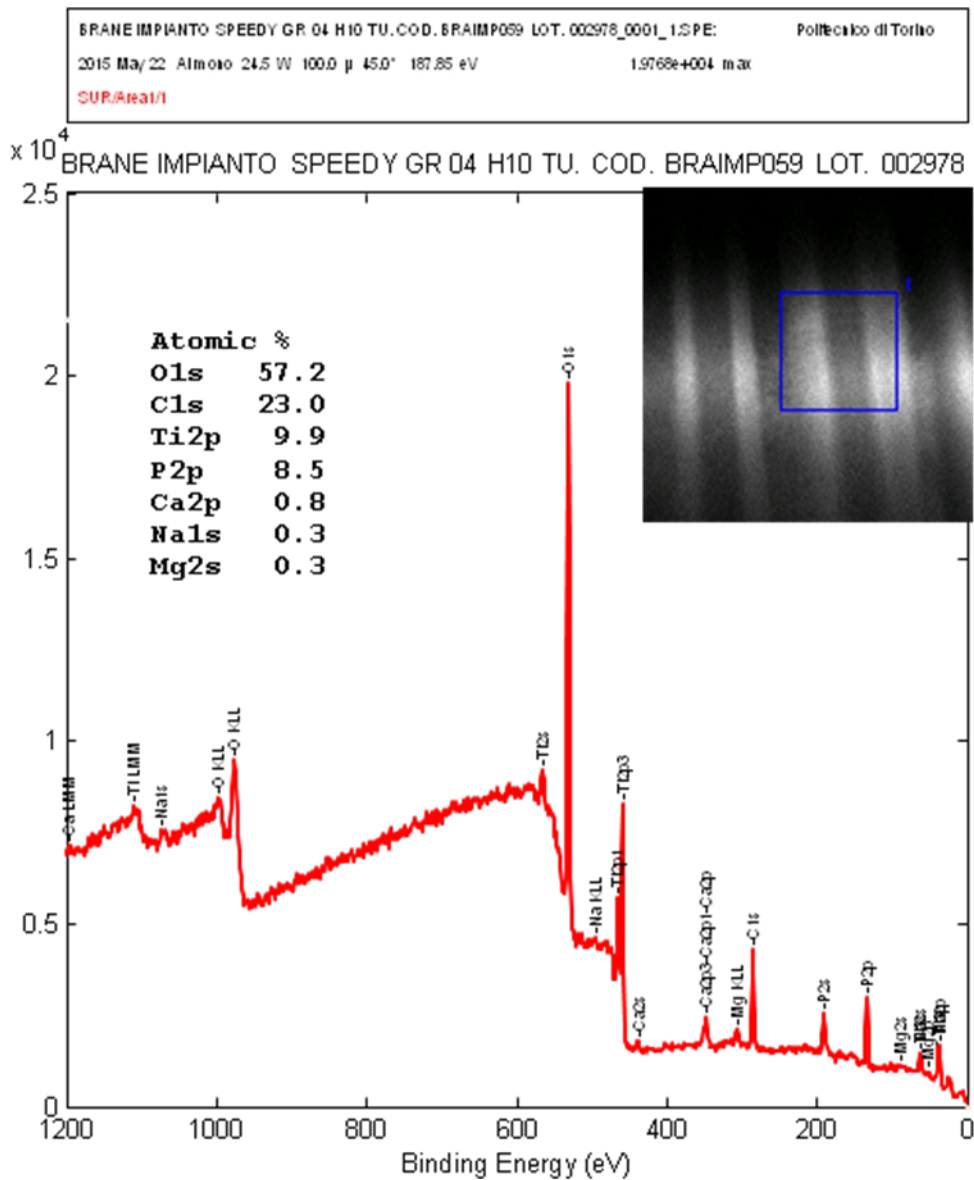 BRANE IMPIANTO SPEEDY GR 04 H10 TU. COD. BRAIMP059 LOT. 002978_0001_1.SPE: Politecnico di Torino
2015 May 22 Al mono 24.5 W 100.0 µ 45.0° 187.85 eV 1.9768e+004 max
SUR/Area1/1
x 10^4
BRANE IMPIANTO SPEEDY GR 04 H10 TU. COD. BRAIMP059 LOT. 002978
2.5
2
1.5
1
0.5
0
1
Atomic %
O1s 57.2
C1s 23.0
Ti2p 9.9
P2p 8.5
Ca2p 0.8
Na1s 0.3
Mg2s 0.3
-Ca LMM
-Ti LMM
-Na1s
-O KLL
-O KLL
-Ti2s
-O1s
-Na KLL
-Ti2p1
-Ti2p3
-Ca2s
-Ca2p3-Ca2p1-Ca2p
-Mg KLL
-C1s
-P2s
-P2p
-Mg2s
1200 1000 800 600 400 200 0
Binding Energy (eV)